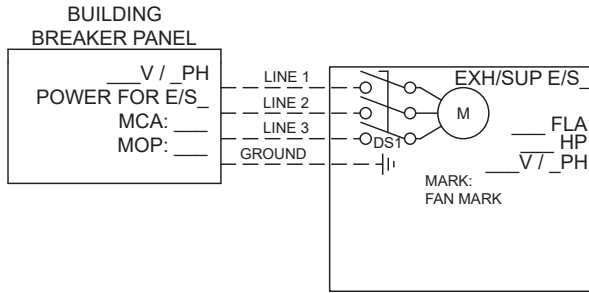 BUILDING
BREAKER PANEL
___V / _PH
POWER FOR E/S_
MCA: ___
MOP: ___
LINE 1
LINE 2
LINE 3
GROUND
DS1
M
EXH/SUP E/S_
___ FLA
___ HP
___V / _PH
MARK:
FAN MARK